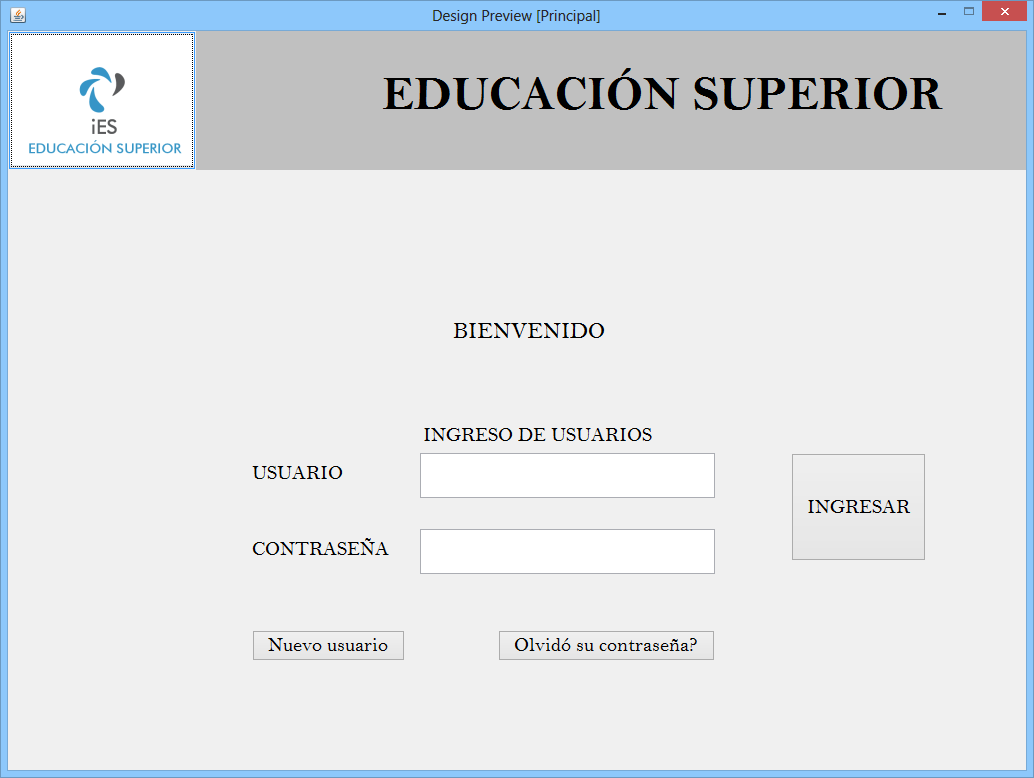 Design Preview [Principal]
iES
EDUCACIÓN SUPERIOR
EDUCACIÓN SUPERIOR
BIENVENIDO
INGRESO DE USUARIOS
USUARIO
INGRESAR
CONTRASEÑA
Nuevo usuario
Olvidó su contraseña?